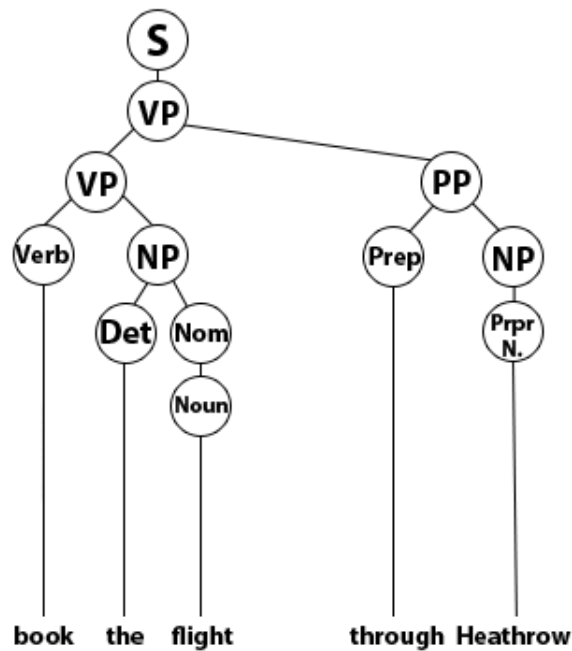 S
VP
VP PP
Verb NP Prep NP
Det Nom Prpr
N.
Noun
book the flight through Heathrow